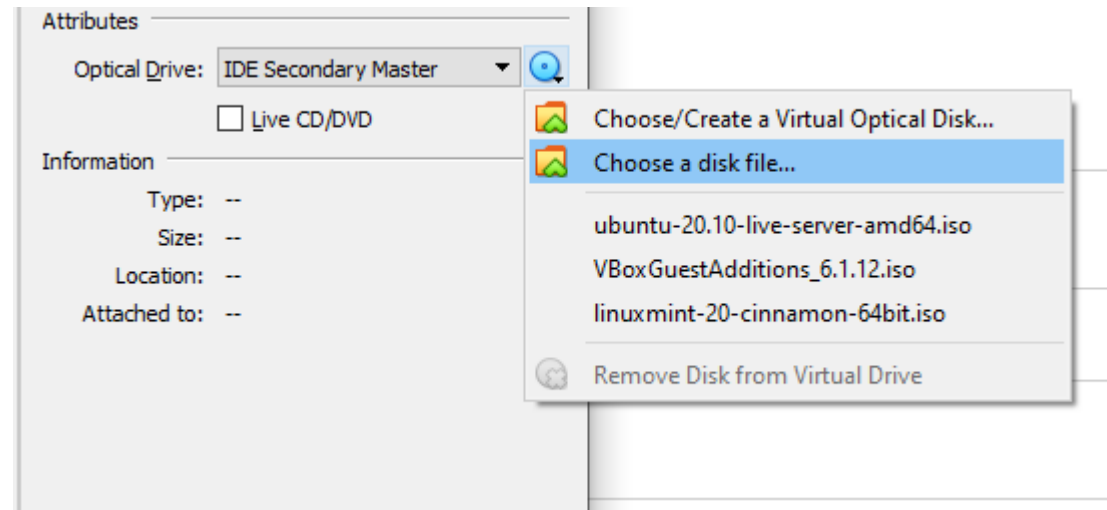 Attributes
Optical Drive: IDE Secondary Master
Live CD/DVD
Choose/Create a Virtual Optical Disk...
Choose a disk file...
ubuntu-20.10-live-server-amd64.iso
VBoxGuestAdditions_6.1.12.iso
linuxmint-20-cinnamon-64bit.iso
Remove Disk from Virtual Drive
Information
Type: --
Size: --
Location: --
Attached to: --